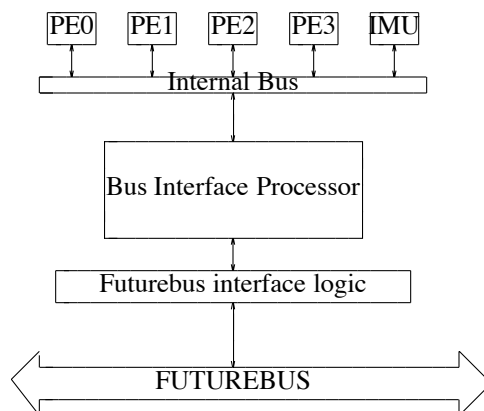 PE0 PE1 PE2 PE3 IMU
Internal Bus
Bus Interface Processor
Futurebus interface logic
FUTUREBUS